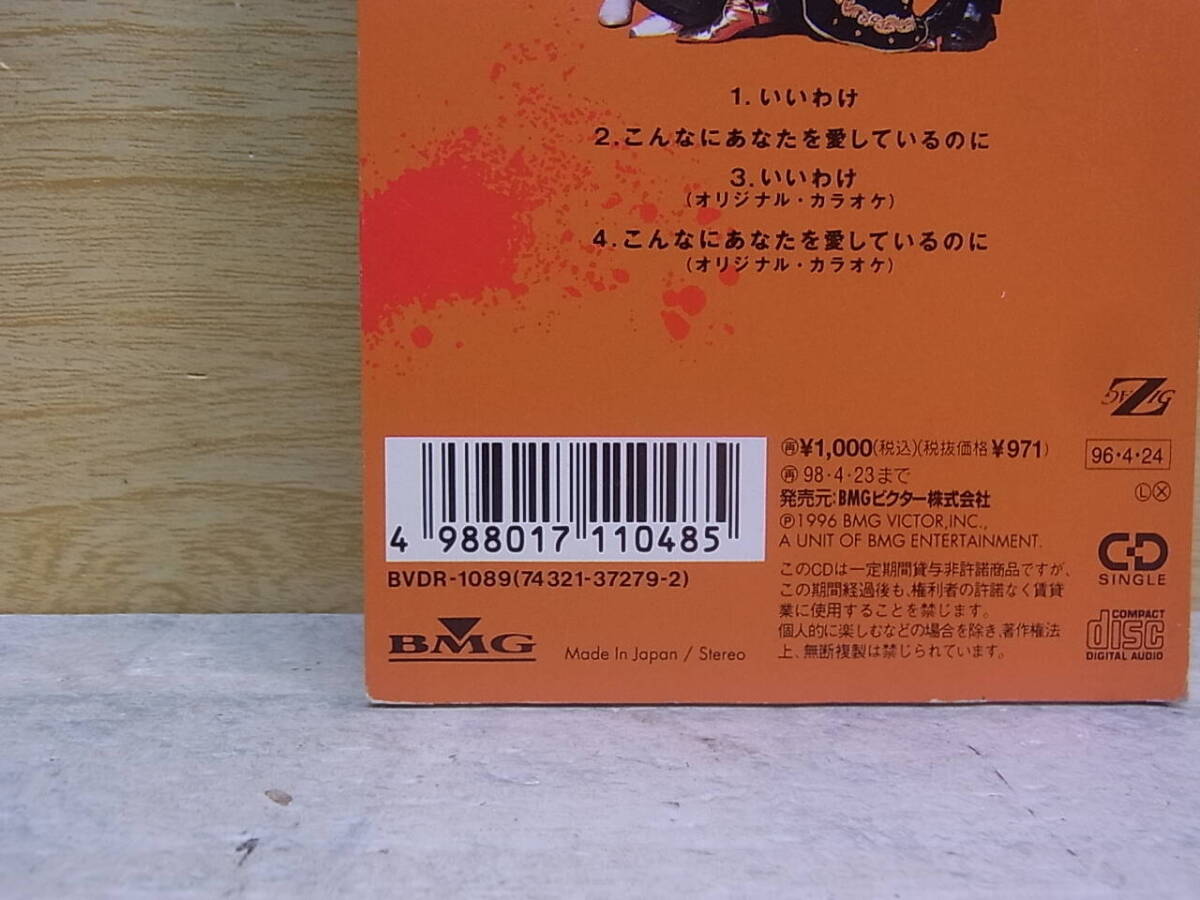 1.いいわけ
2.こんなにあなたを愛しているのに
3.いいわけ
(オリジナル・カラオケ)
4.こんなにあなたを愛しているのに
(オリジナル・カラオケ)
ZIGZAG
4 988017 110485
BVDR-1089(74321-37279-2)
BMG
Made In Japan / Stereo
再¥1,000(税込)(税抜価格¥971)
再98・4・23まで
発売元:BMGビクター株式会社
Ⓟ1996 BMG VICTOR,INC.,
A UNIT OF BMG ENTERTAINMENT.
このCDは一定期間貸与非許諾商品ですが、
この期間経過後も、権利者の許諾なく賃貸
業に使用することを禁じます。
個人的に楽しむなどの場合を除き、著作権法
上、無断複製は禁じられています。
96・4・24
Ⓛ Ⓧ
CD
SINGLE
COMPACT
disc
DIGITAL AUDIO